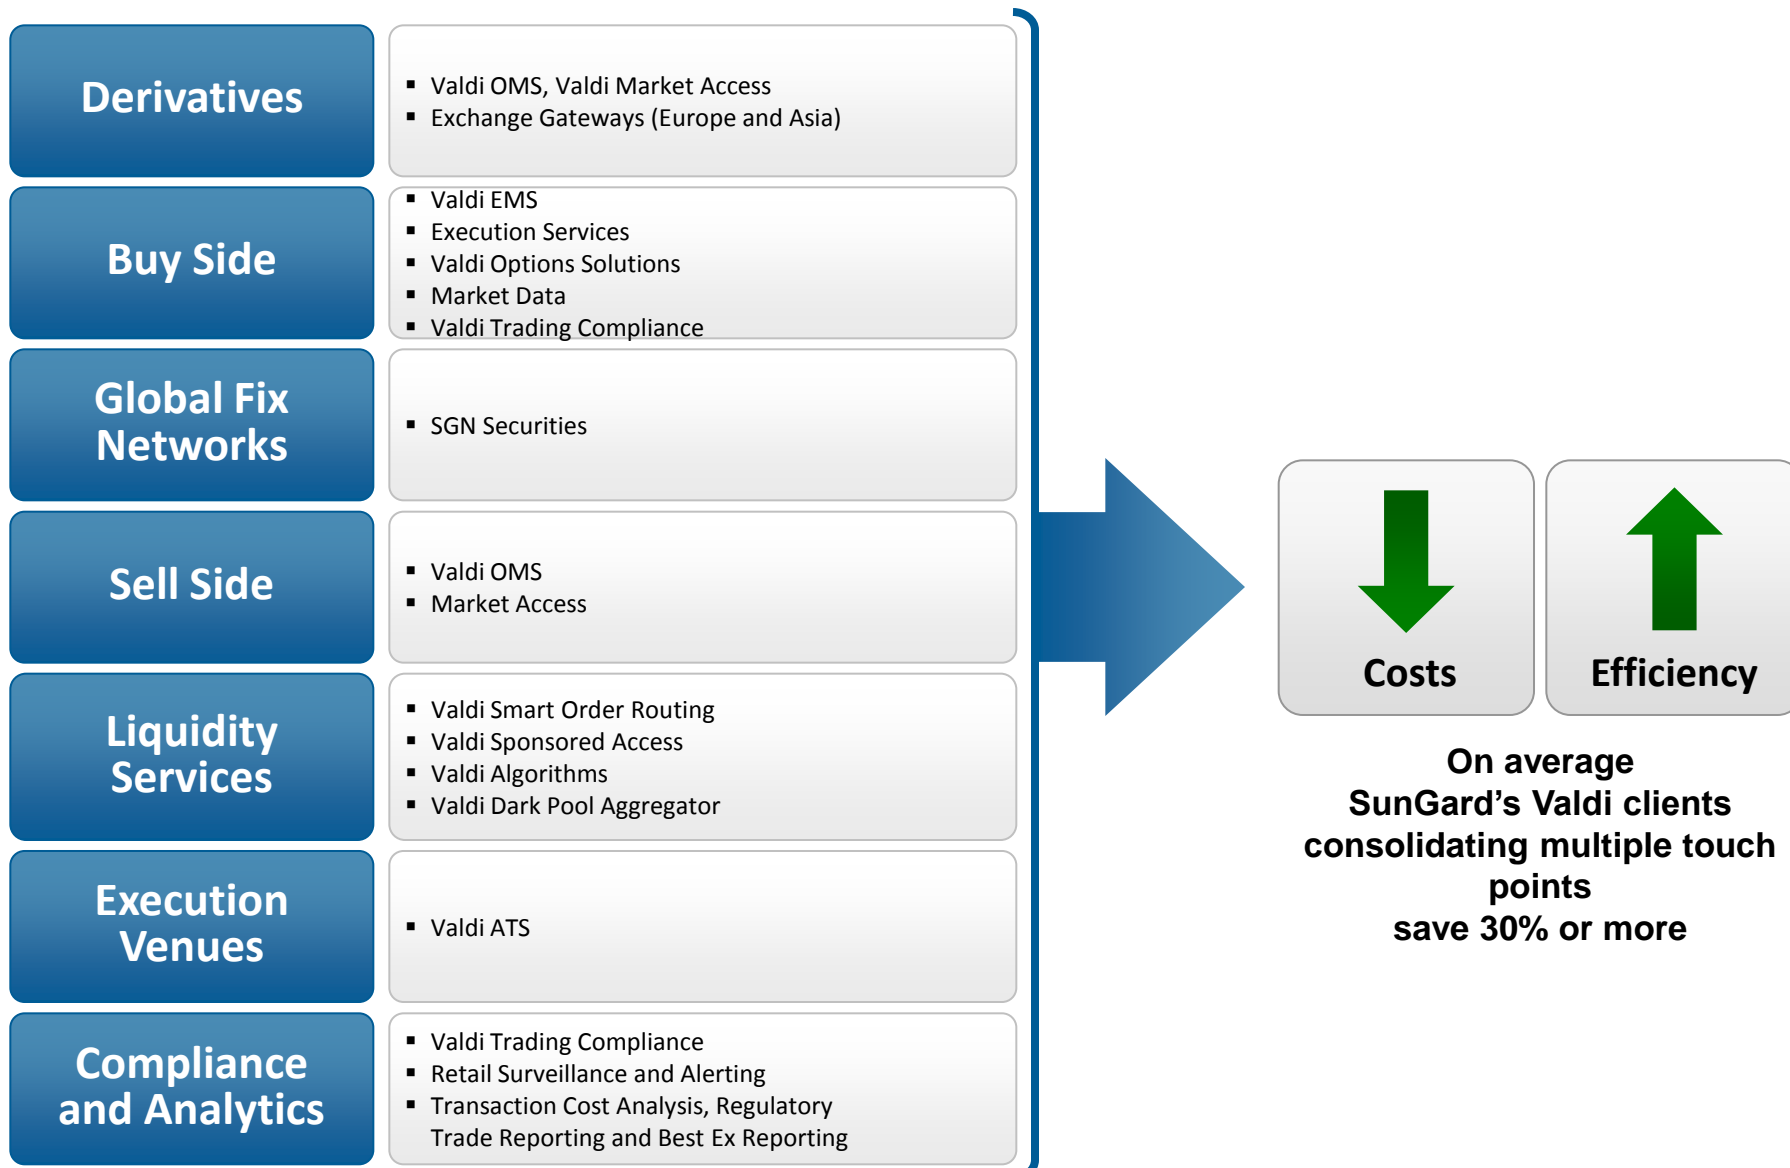 Derivatives
▪ Valdi OMS, Valdi Market Access
▪ Exchange Gateways (Europe and Asia)
Buy Side
▪ Valdi EMS
▪ Execution Services
▪ Valdi Options Solutions
▪ Market Data
▪ Valdi Trading Compliance
Global Fix
Networks
▪ SGN Securities
Sell Side
▪ Valdi OMS
▪ Market Access
Liquidity
Services
▪ Valdi Smart Order Routing
▪ Valdi Sponsored Access
▪ Valdi Algorithms
▪ Valdi Dark Pool Aggregator
Execution
Venues
▪ Valdi ATS
Compliance
and Analytics
▪ Valdi Trading Compliance
▪ Retail Surveillance and Alerting
▪ Transaction Cost Analysis, Regulatory
Trade Reporting and Best Ex Reporting
Costs
Efficiency
On average
SunGard’s Valdi clients
consolidating multiple touch
points
save 30% or more